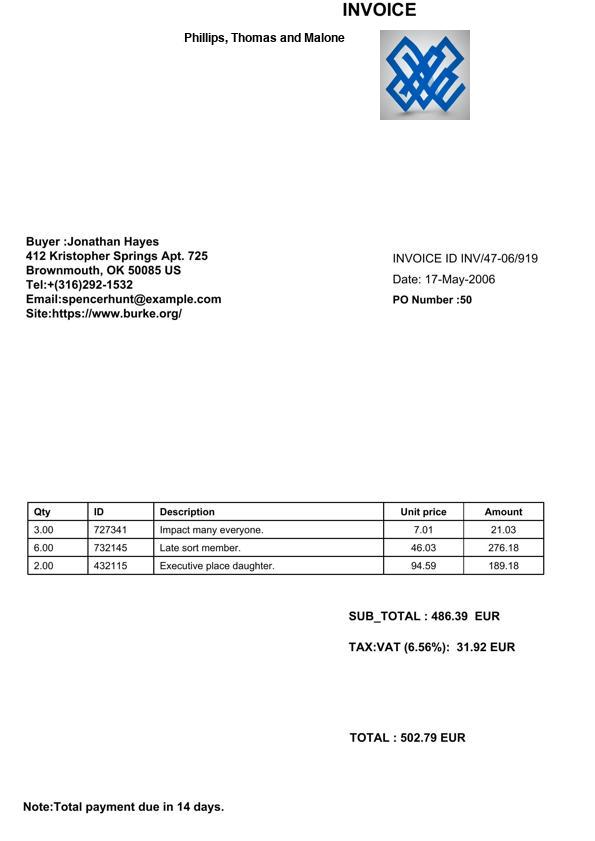 INVOICE
Phillips, Thomas and Malone
Buyer :Jonathan Hayes
412 Kristopher Springs Apt. 725
Brownmouth, OK 50085 US
Tel:+(316)292-1532
Email:spencerhunt@example.com
Site:https://www.burke.org/
INVOICE ID INV/47-06/919
Date: 17-May-2006
PO Number :50
Qty ID Description Unit price Amount
3.00 727341 Impact many everyone. 7.01 21.03
6.00 732145 Late sort member. 46.03 276.18
2.00 432115 Executive place daughter. 94.59 189.18
SUB_TOTAL : 486.39 EUR
TAX:VAT (6.56%): 31.92 EUR
TOTAL : 502.79 EUR
Note:Total payment due in 14 days.